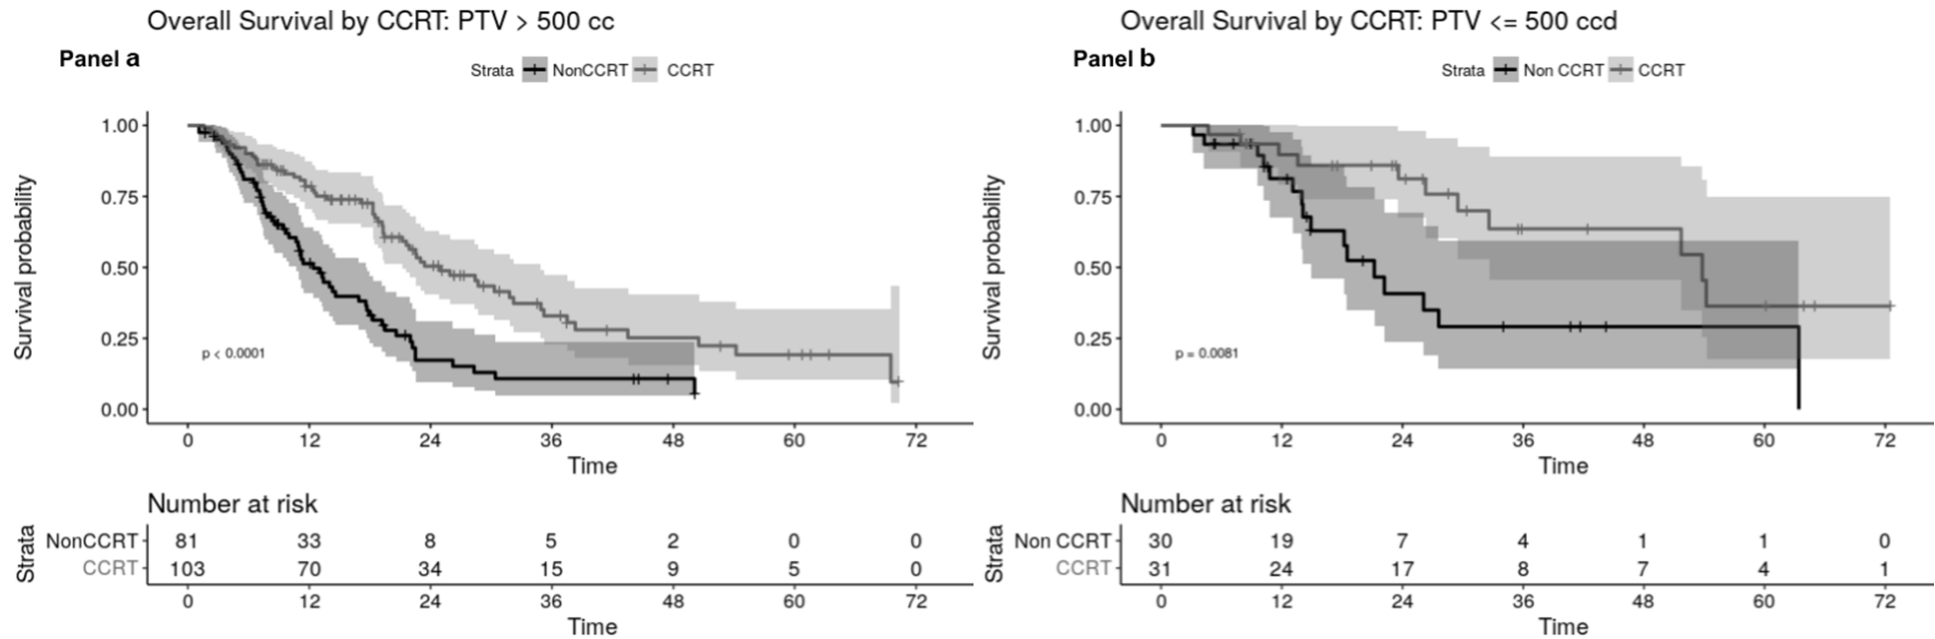 Overall Survival by CCRT: PTV > 500 cc
Panel a
Strata NonCCRT CCRT
Survival probability
1.00
0.75
0.50
0.25
0.00
p < 0.0001
0 12 24 36 48 60 72
Time
Number at risk
Strata
NonCCRT 81 33 8 5 2 0 0
CCRT 103 70 34 15 9 5 0
0 12 24 36 48 60 72
Time
Overall Survival by CCRT: PTV <= 500 ccd
Panel b
Strata Non CCRT CCRT
Survival probability
1.00
0.75
0.50
0.25
0.00
p = 0.0081
0 12 24 36 48 60 72
Time
Number at risk
Strata
Non CCRT 30 19 7 4 1 1 0
CCRT 31 24 17 8 7 4 1
0 12 24 36 48 60 72
Time